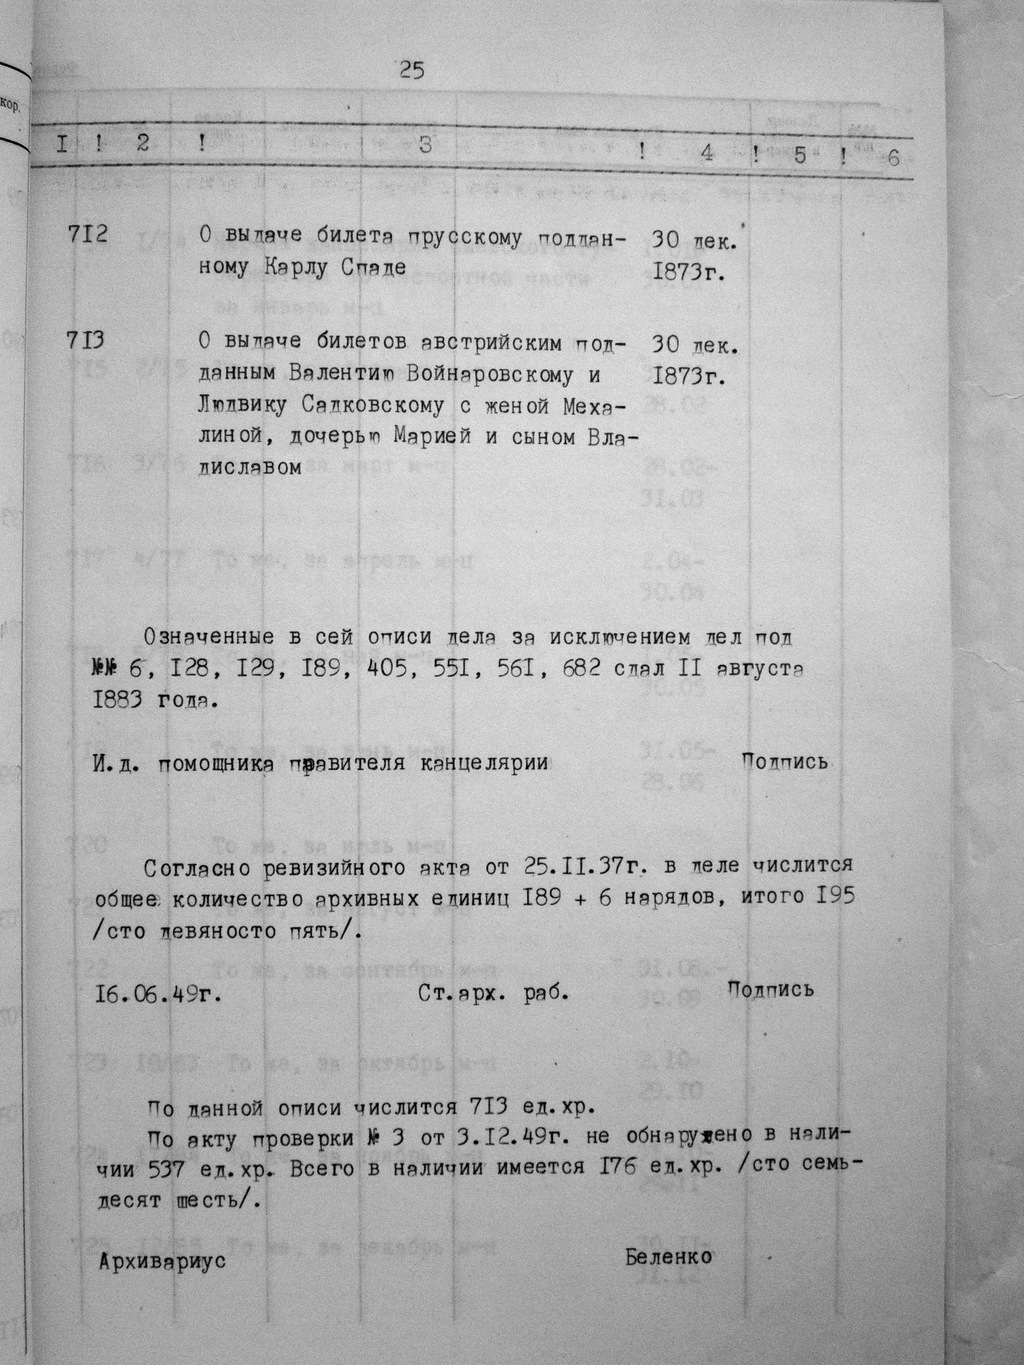 кор.
25
I ! 2 ! 3 ! 4 ! 5 ! 6
7I2 О выдаче билета прусскому поддан- 30 дек.
ному Карлу Спаде I873г.
7I3 О выдаче билетов австрийским под- 30 дек.
данным Валентию Войнаровскому и I873г.
Людвику Садковскому с женой Меха-
линой, дочерью Марией и сыном Вла-
диславом
Означенные в сей описи дела за исключением дел под
№№ 6, I28, I29, I89, 405, 55I, 56I, 682 сдал II августа
I883 года.
И.д. помощника правителя канцелярии Подпись
Согласно ревизийного акта от 25.II.37г. в деле числится
общее количество архивных единиц I89 + 6 нарядов, итого I95
/сто девяносто пять/.
I6.06.49г. Ст.арх. раб. Подпись
По данной описи числится 7I3 ед.хр.
По акту проверки № 3 от 3.I2.49г. не обнаружено в нали-
чии 537 ед.хр. Всего в наличии имеется I76 ед.хр. /сто семь-
десят шесть/.
Архивариус Беленко